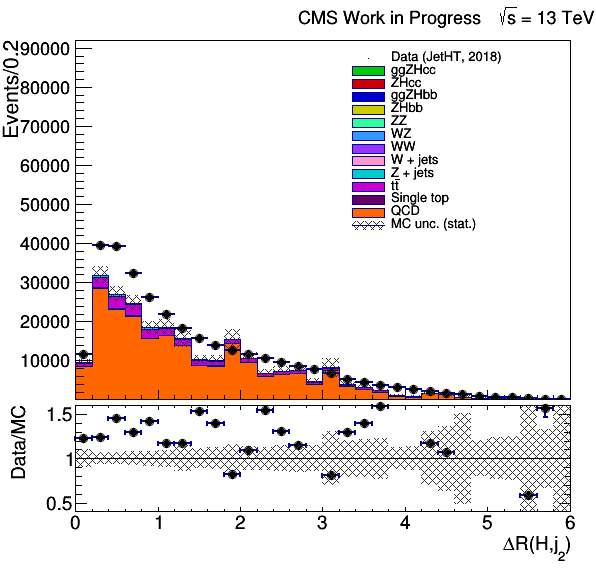 CMS Work in Progress √s = 13 TeV
Events/0.2
90000
80000
70000
60000
50000
40000
30000
20000
10000
Data (JetHT, 2018)
ggZHcc
ZHcc
ggZHbb
ZHbb
ZZ
WZ
WW
W + jets
Z + jets
tt̄
Single top
QCD
MC unc. (stat.)
Data/MC
1.5
1
0.5
0 1 2 3 4 5 6
ΔR(H,j₂)